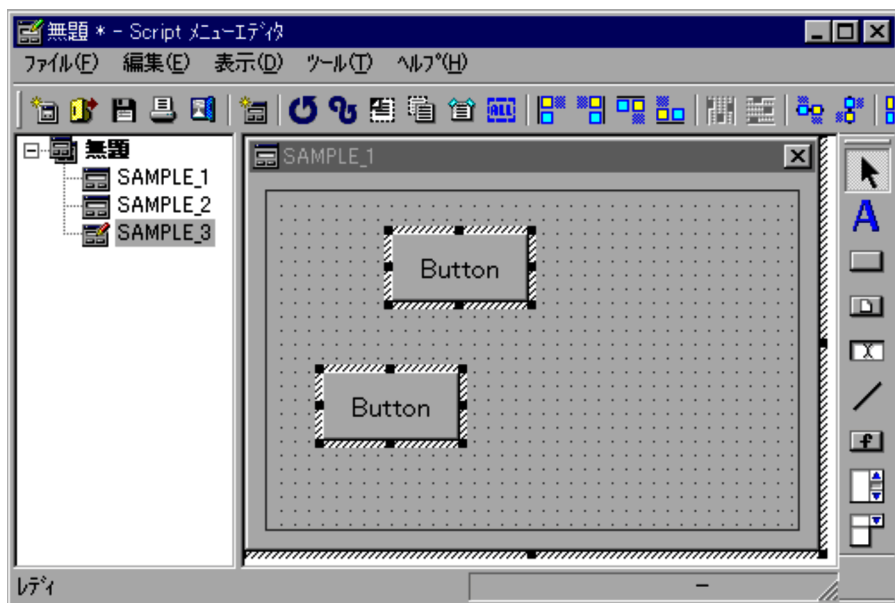 無題 * - Script ﾒﾆｭｰｴﾃﾞｨﾀ
ﾌｧｲﾙ(F) 編集(E) 表示(D) ﾂｰﾙ(T) ﾍﾙﾌﾟ(H)
ALL
無題
SAMPLE_1
SAMPLE_2
SAMPLE_3
SAMPLE_1
Button
Button
A
f
ﾚﾃﾞｨ